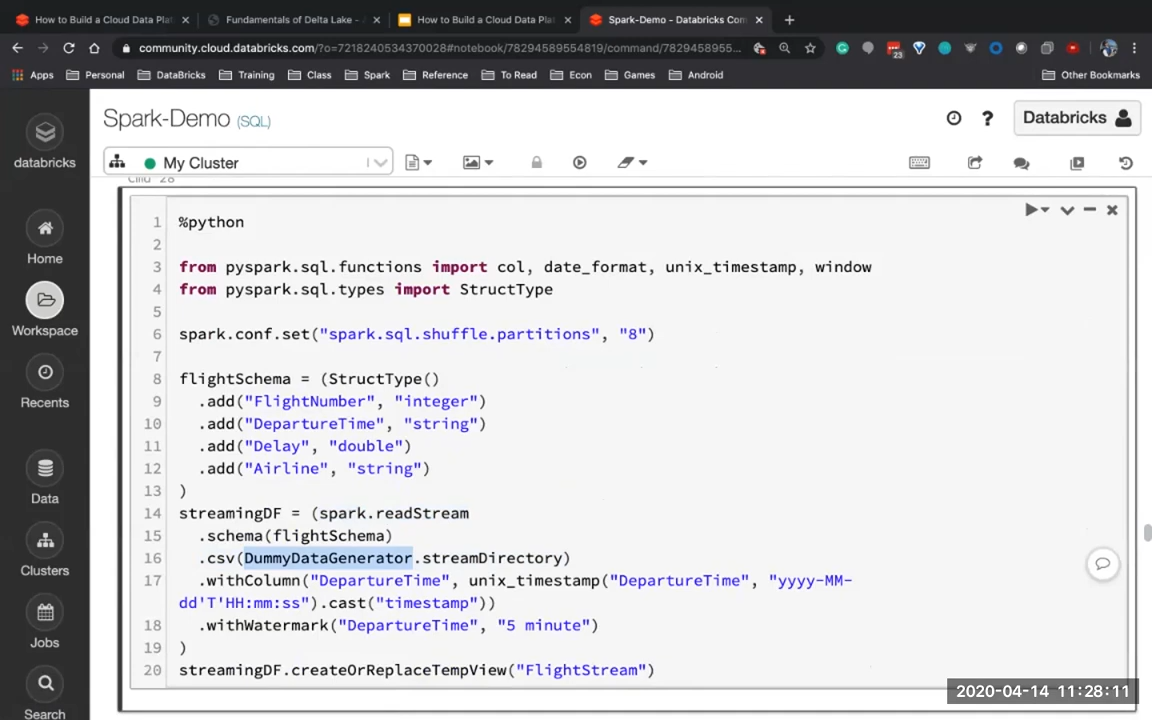 How to Build a Cloud Data Plat
Fundamentals of Delta Lake -
How to Build a Cloud Data Plat
Spark-Demo - Databricks Com
community.cloud.databricks.com/?o=7218240534370028#notebook/78294589554819/command/7829458955...
23
Apps Personal DataBricks Training Class Spark Reference To Read Econ Games Android Other Bookmarks
databricks
Home
Workspace
Recents
Data
Clusters
Jobs
Search
Spark-Demo (SQL)
? Databricks
My Cluster
Cmd 28
1 %python
2
3 from pyspark.sql.functions import col, date_format, unix_timestamp, window
4 from pyspark.sql.types import StructType
5
6 spark.conf.set("spark.sql.shuffle.partitions", "8")
7
8 flightSchema = (StructType()
9 .add("FlightNumber", "integer")
10 .add("DepartureTime", "string")
11 .add("Delay", "double")
12 .add("Airline", "string")
13 )
14 streamingDF = (spark.readStream
15 .schema(flightSchema)
16 .csv(DummyDataGenerator.streamDirectory)
17 .withColumn("DepartureTime", unix_timestamp("DepartureTime", "yyyy-MM-
dd'T'HH:mm:ss").cast("timestamp"))
18 .withWatermark("DepartureTime", "5 minute")
19 )
20 streamingDF.createOrReplaceTempView("FlightStream")
2020-04-14 11:28:11